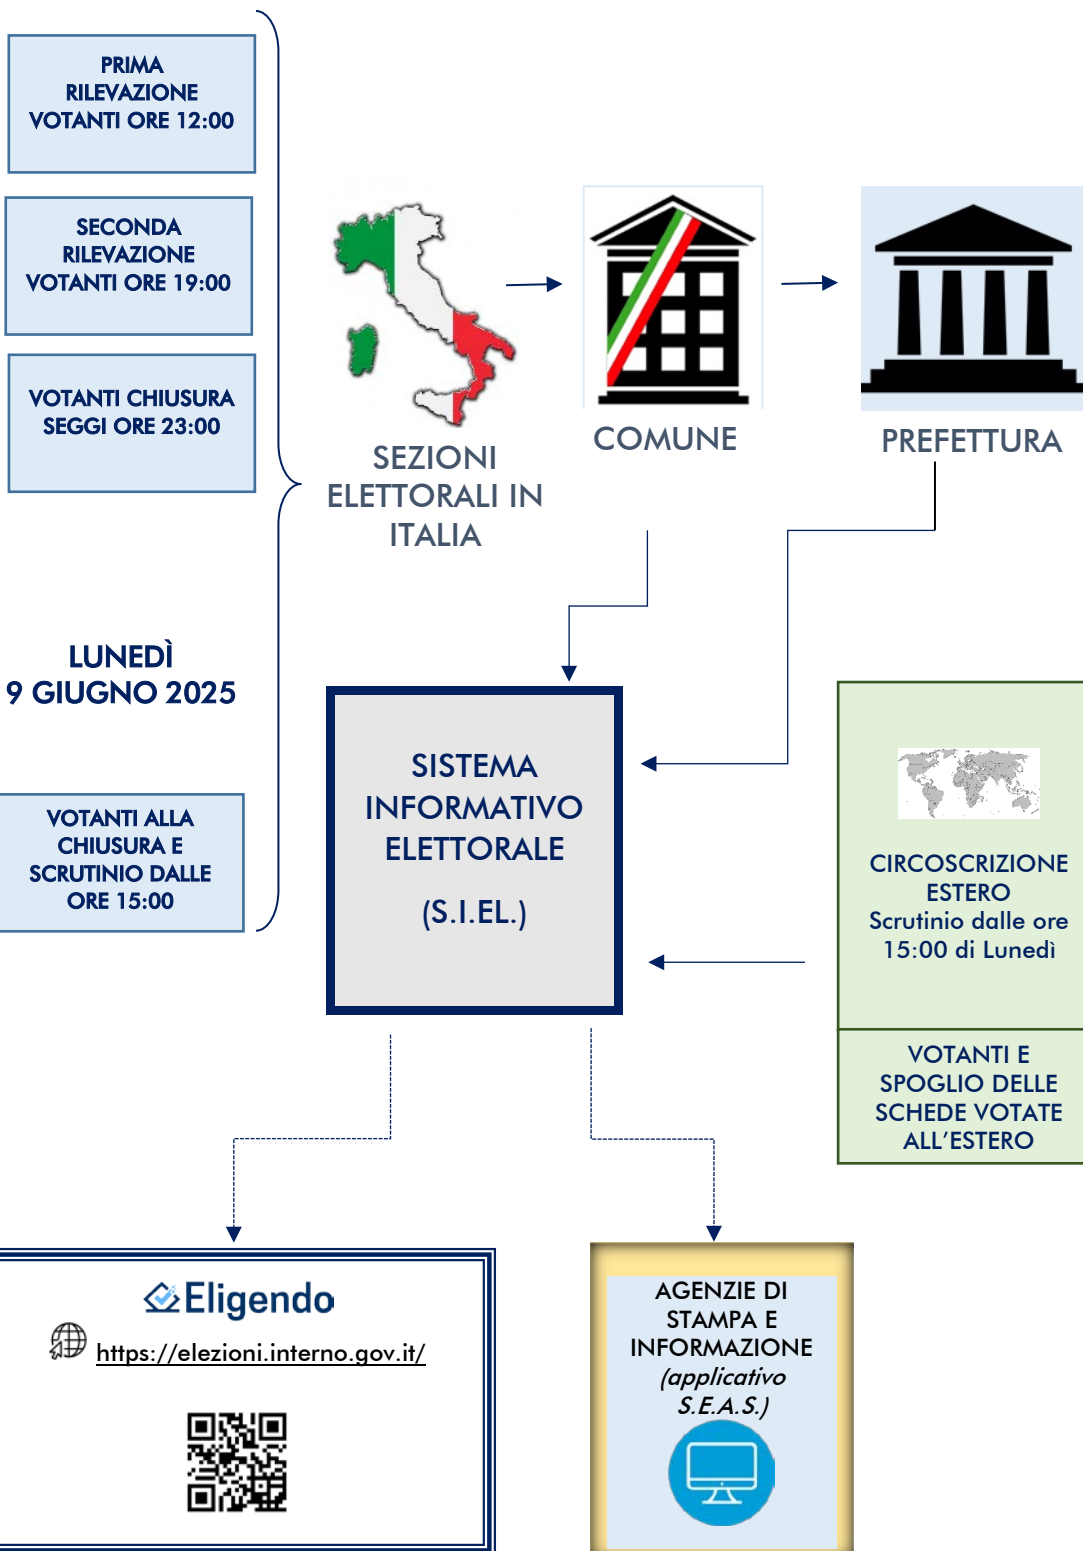 PRIMA
RILEVAZIONE
VOTANTI ORE 12:00
SECONDA
RILEVAZIONE
VOTANTI ORE 19:00
VOTANTI CHIUSURA
SEGGI ORE 23:00
SEZIONI
ELETTORALI IN
ITALIA
COMUNE
PREFETTURA
LUNEDÌ
9 GIUGNO 2025
VOTANTI ALLA
CHIUSURA E
SCRUTINIO DALLE
ORE 15:00
SISTEMA
INFORMATIVO
ELETTORALE
(S.I.EL.)
CIRCOSCRIZIONE
ESTERO
Scrutinio dalle ore
15:00 di Lunedì
VOTANTI E
SPOGLIO DELLE
SCHEDE VOTATE
ALL’ESTERO
Eligendo
https://elezioni.interno.gov.it/
AGENZIE DI
STAMPA E
INFORMAZIONE
(applicativo
S.E.A.S.)